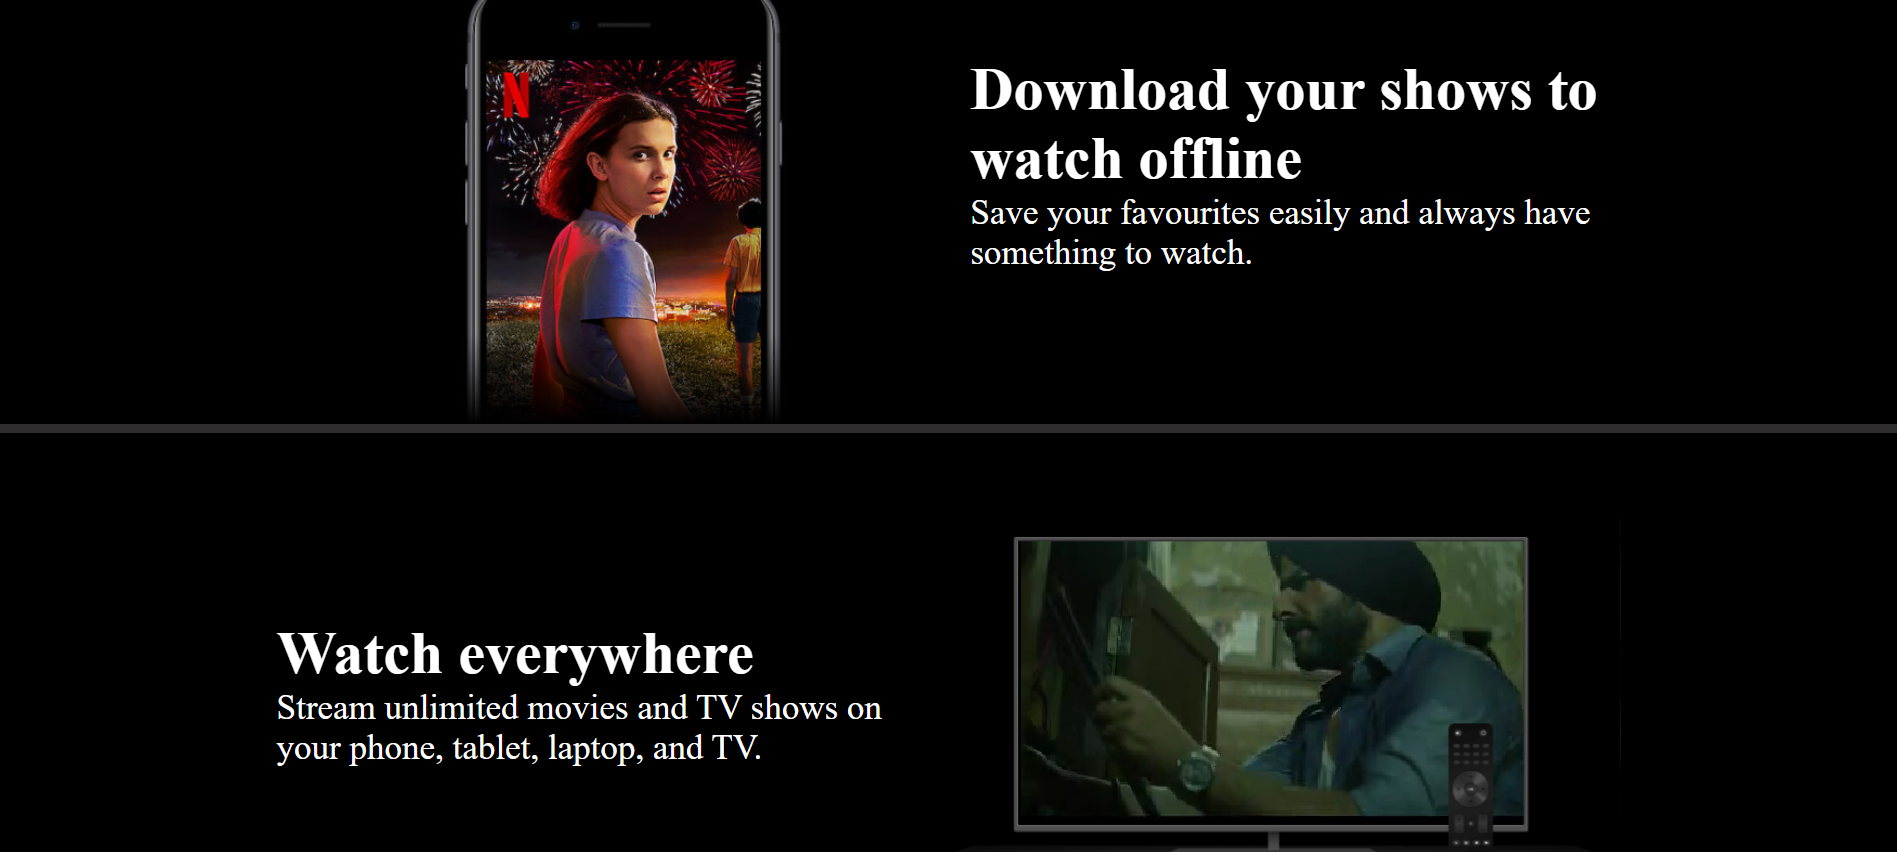 N
Download your shows to
watch offline
Save your favourites easily and always have
something to watch.
Watch everywhere
Stream unlimited movies and TV shows on
your phone, tablet, laptop, and TV.